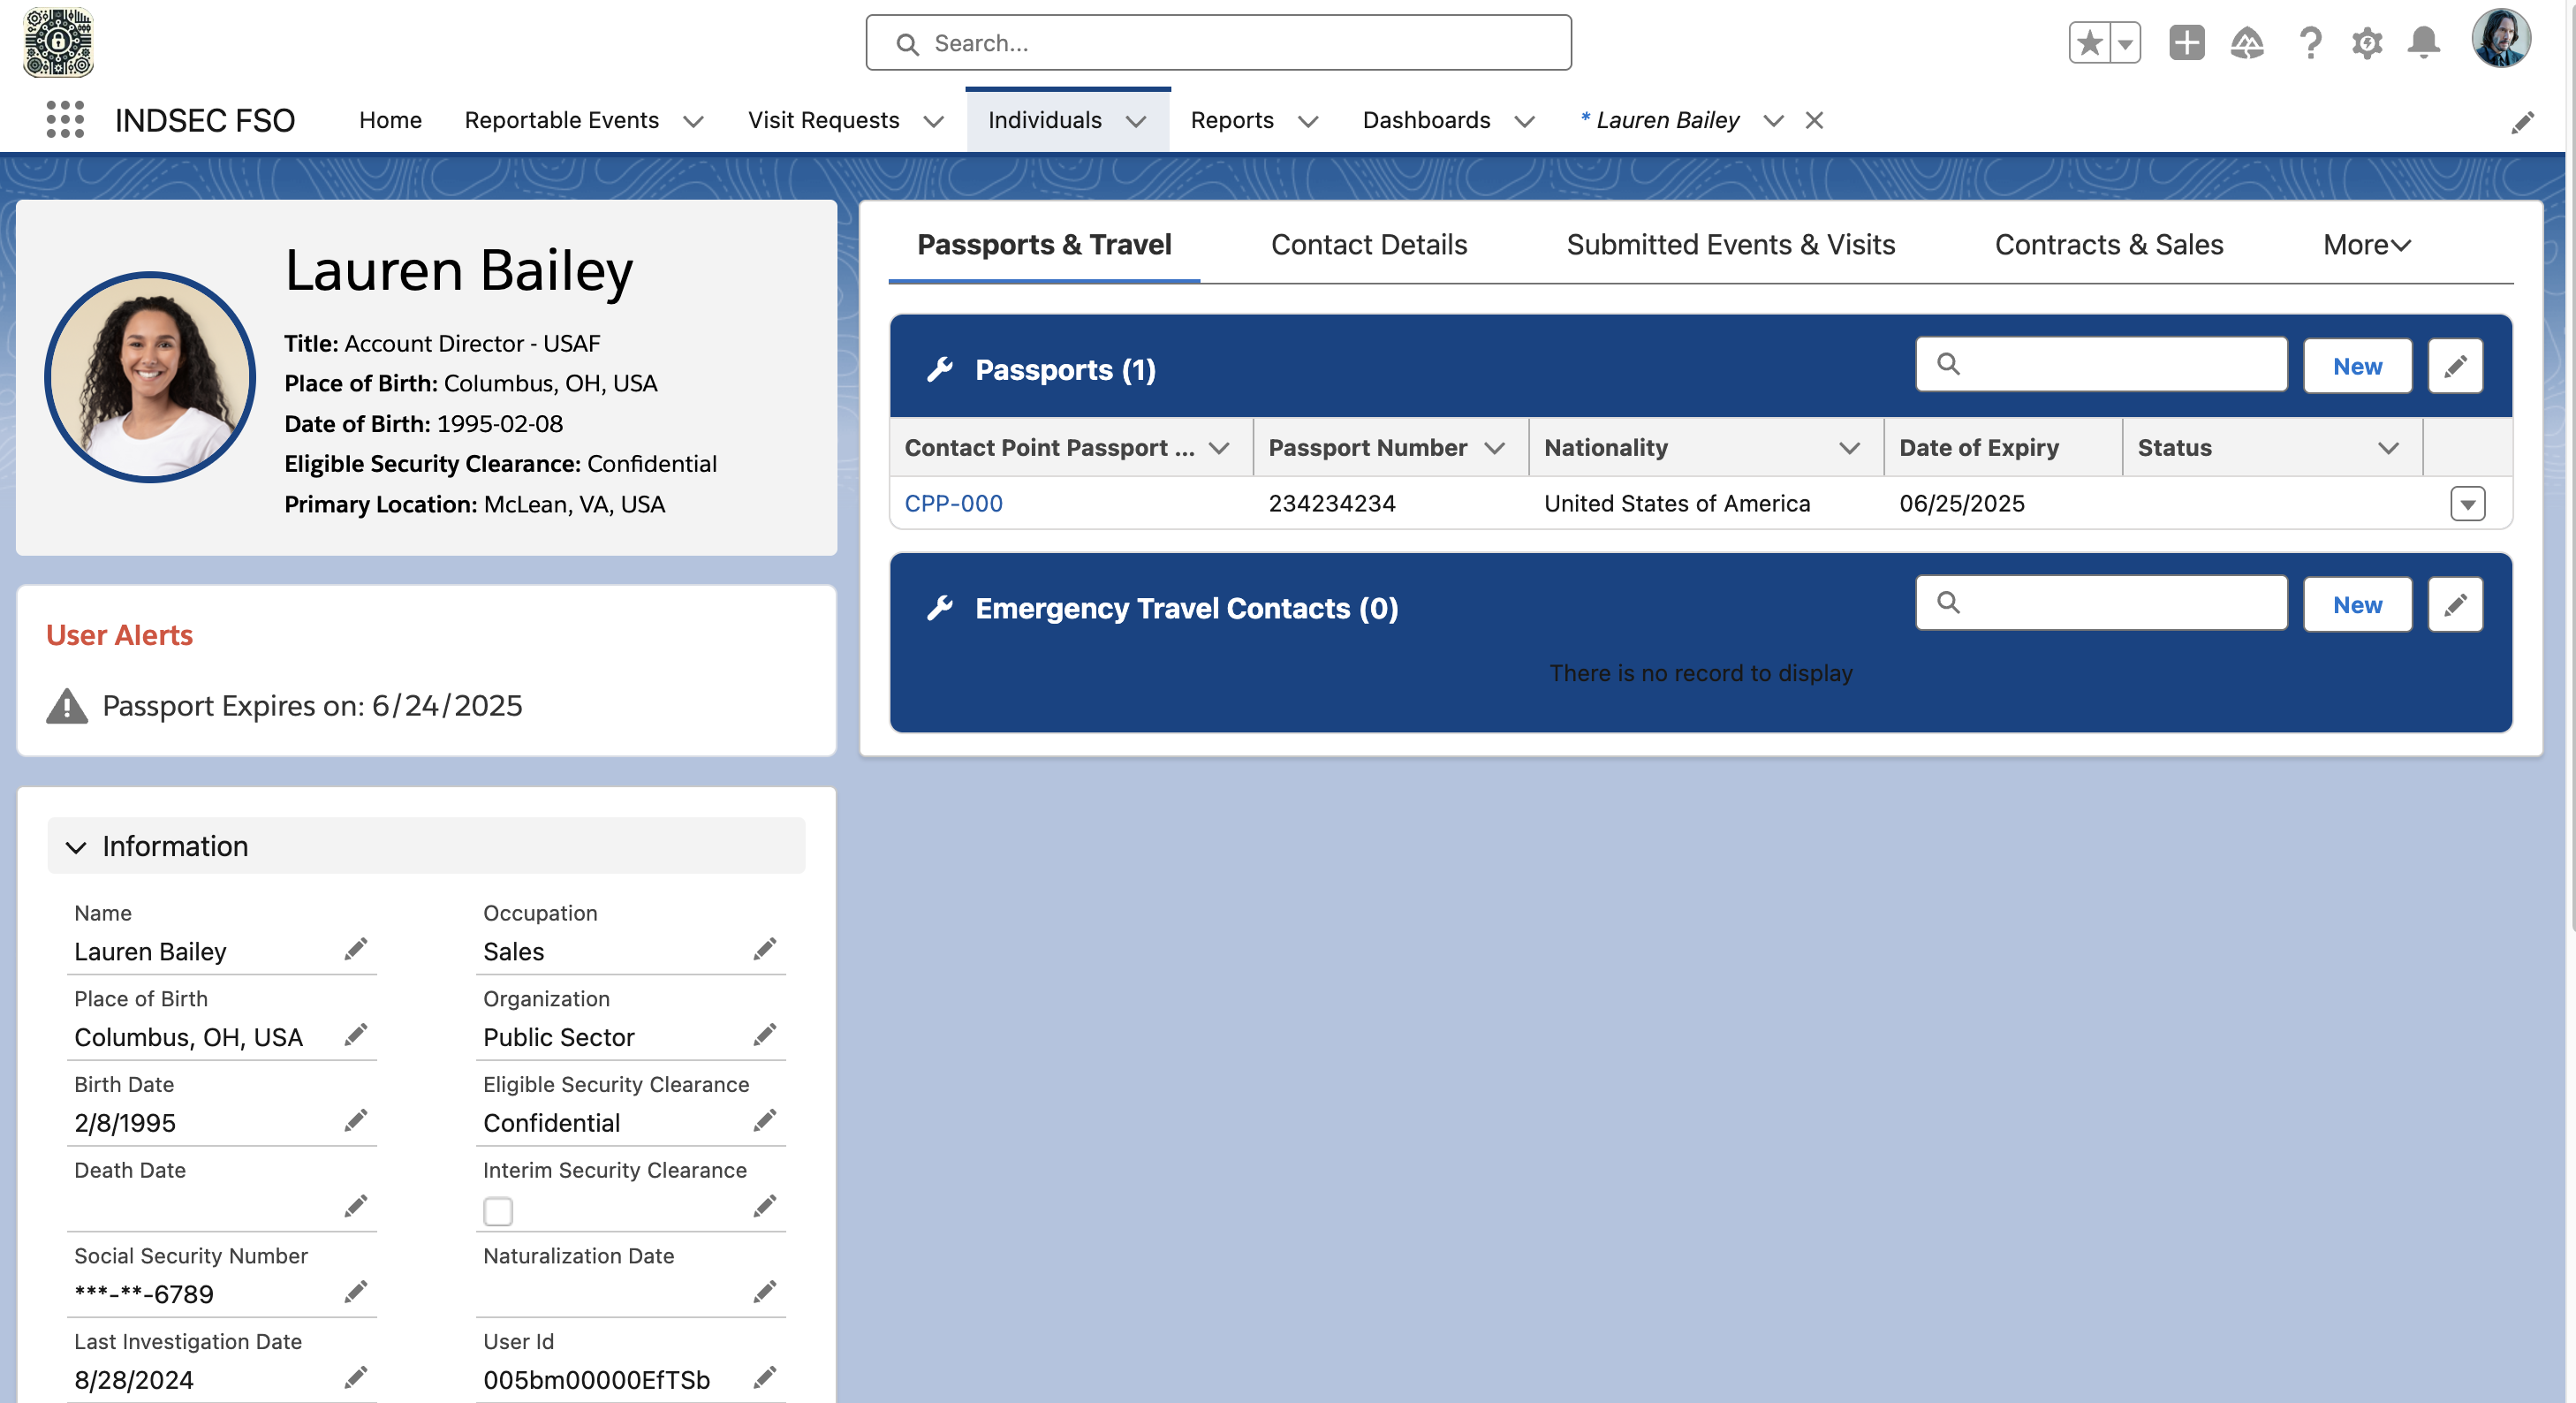 Search...
INDSEC FSO Home Reportable Events Visit Requests Individuals Reports Dashboards * Lauren Bailey
Lauren Bailey
Title: Account Director - USAF
Place of Birth: Columbus, OH, USA
Date of Birth: 1995-02-08
Eligible Security Clearance: Confidential
Primary Location: McLean, VA, USA
User Alerts
Passport Expires on: 6/24/2025
Information
Name
Lauren Bailey
Occupation
Sales
Place of Birth
Columbus, OH, USA
Organization
Public Sector
Birth Date
2/8/1995
Eligible Security Clearance
Confidential
Death Date
Interim Security Clearance
Social Security Number
***-**-6789
Naturalization Date
Last Investigation Date
8/28/2024
User Id
005bm00000EfTSb
Passports & Travel Contact Details Submitted Events & Visits Contracts & Sales More
Passports (1) New
Contact Point Passport ... Passport Number Nationality Date of Expiry Status
CPP-000 234234234 United States of America 06/25/2025
Emergency Travel Contacts (0) New
There is no record to display